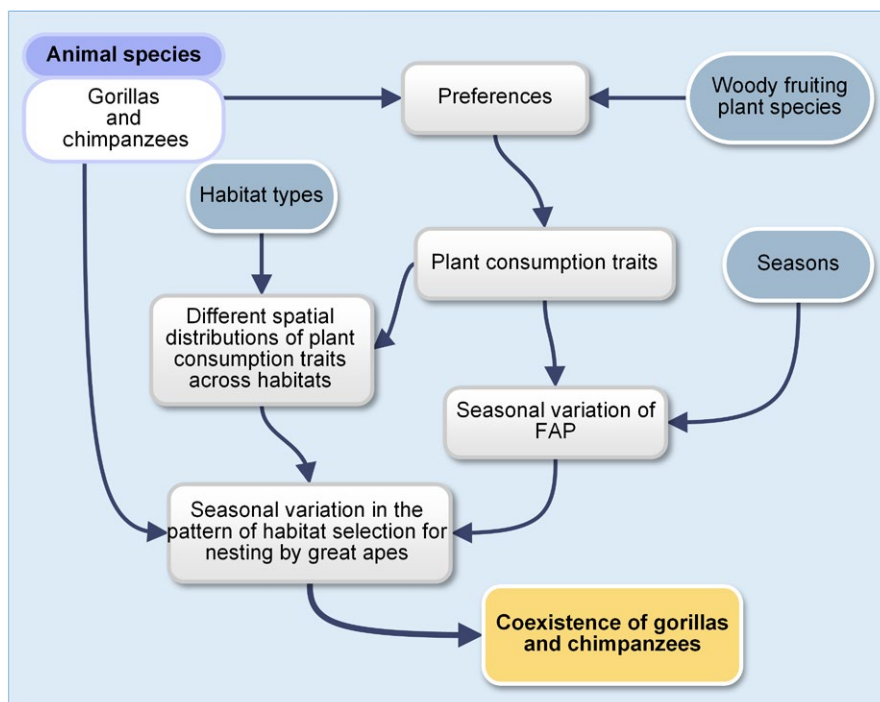 Animal species
Gorillas
and
chimpanzees
Preferences
Woody fruiting
plant species
Habitat types
Plant consumption traits
Seasons
Different spatial
distributions of plant
consumption traits
across habitats
Seasonal variation of
FAP
Seasonal variation in the
pattern of habitat selection for
nesting by great apes
Coexistence of gorillas
and chimpanzees